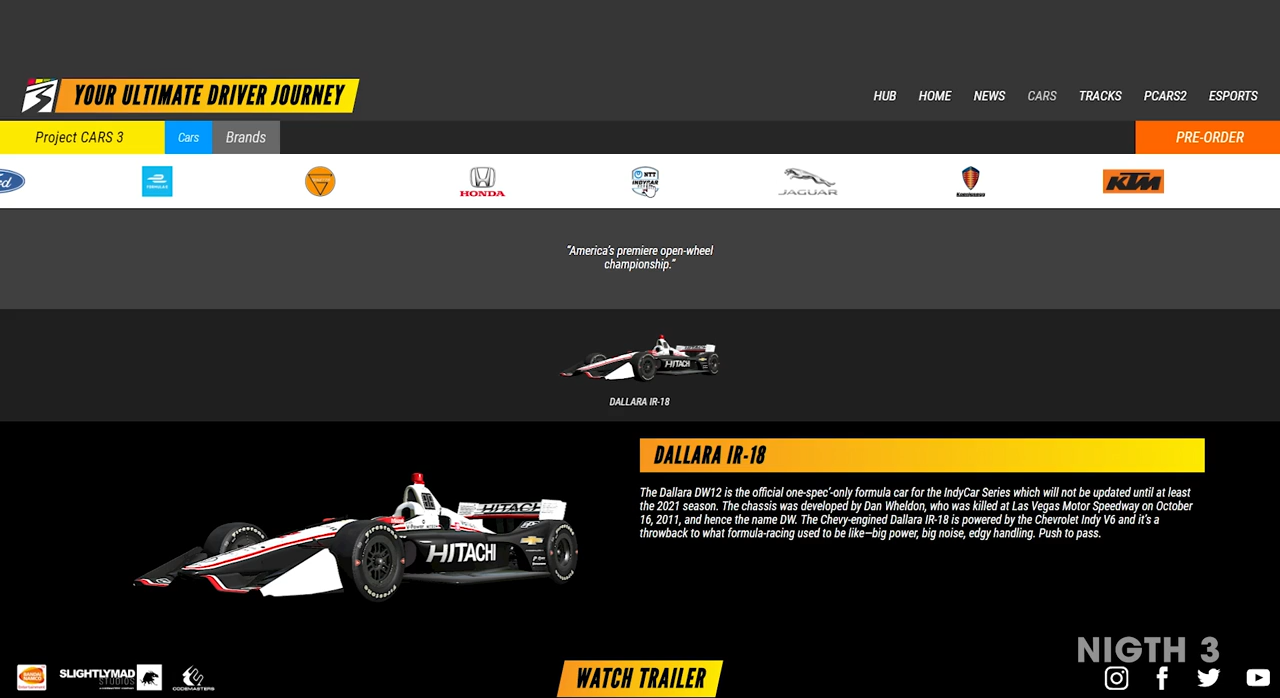 YOUR ULTIMATE DRIVER JOURNEY
HUB HOME NEWS CARS TRACKS PCARS2 ESPORTS
Project CARS 3 Cars Brands PRE-ORDER
HONDA NTT INDYCAR JAGUAR KTM
“America’s premiere open-wheel
championship.”
HITACHI
DALLARA IR-18
DALLARA IR-18
The Dallara DW12 is the official one-spec’-only formula car for the IndyCar Series which will not be updated until at least
the 2021 season. The chassis was developed by Dan Wheldon, who was killed at Las Vegas Motor Speedway on October
16, 2011, and hence the name DW. The Chevy-engined Dallara IR-18 is powered by the Chevrolet Indy V6 and it’s a
throwback to what formula-racing used to be like—big power, big noise, edgy handling. Push to pass.
HITACHI
HITACHI
NIGTH 3
SLIGHTLYMAD
STUDIOS
CODEMASTERS
WATCH TRAILER